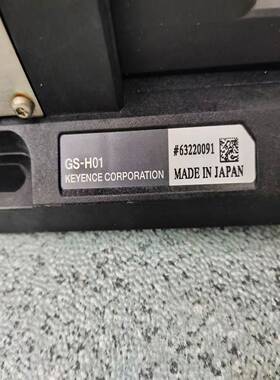 GS-H01
KEYENCE CORPORATION
#63220091
MADE IN JAPAN